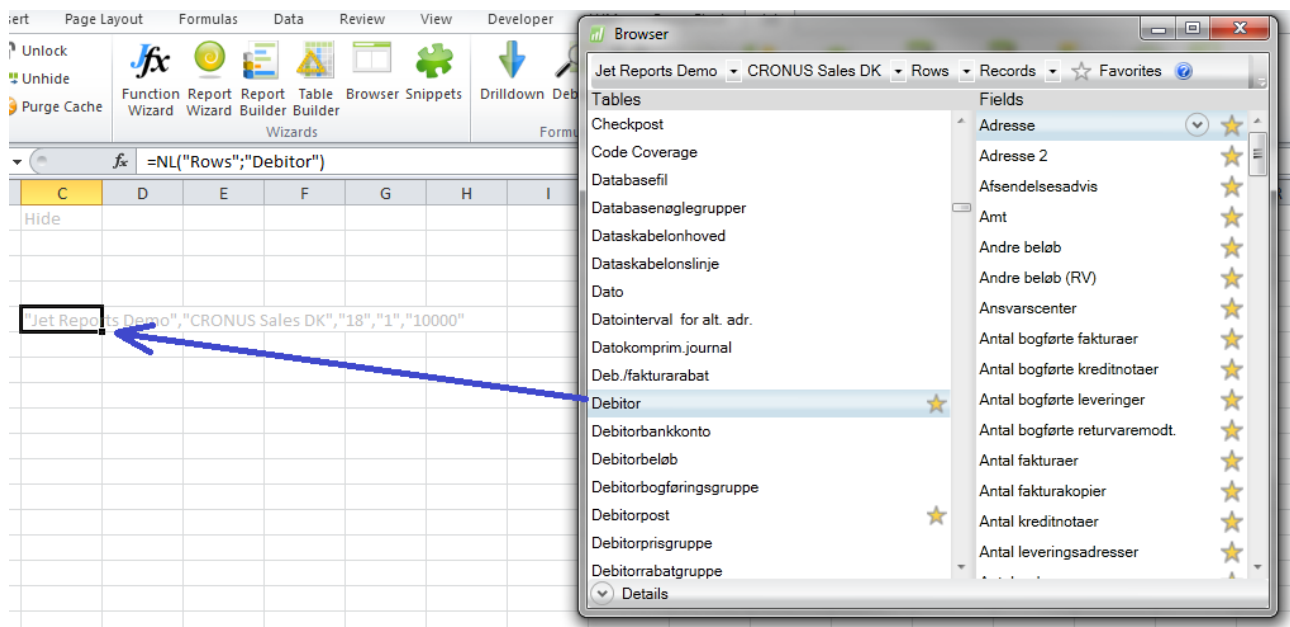 Page Layout Formulas Data Review View Developer
Unlock
Unhide
Purge Cache
Function Wizard
Report Wizard
Report Builder
Table Builder
Browser
Snippets
Drilldown
Wizards
fx =NL("Rows";"Debitor")
C D E F G H I
Hide
"Jet Reports Demo","CRONUS Sales DK","18","1","10000"
Browser
Jet Reports Demo CRONUS Sales DK Rows Records Favorites
Tables
Checkpost
Code Coverage
Databasefil
Databasenøglegrupper
Dataskabelonhoved
Dataskabelonslinje
Dato
Datointerval for alt. adr.
Datokomprim.journal
Deb./fakturarabat
Debitor
Debitorbankkonto
Debitorbeløb
Debitorbogføringsgruppe
Debitorpost
Debitorprisgruppe
Debitorrabatgruppe
Fields
Adresse
Adresse 2
Afsendelsesadvis
Amt
Andre beløb
Andre beløb (RV)
Ansvarscenter
Antal bogførte fakturaer
Antal bogførte kreditnotaer
Antal bogførte leveringer
Antal bogførte returvaremodt.
Antal fakturaer
Antal fakturakopier
Antal kreditnotaer
Antal leveringsadresser
Details